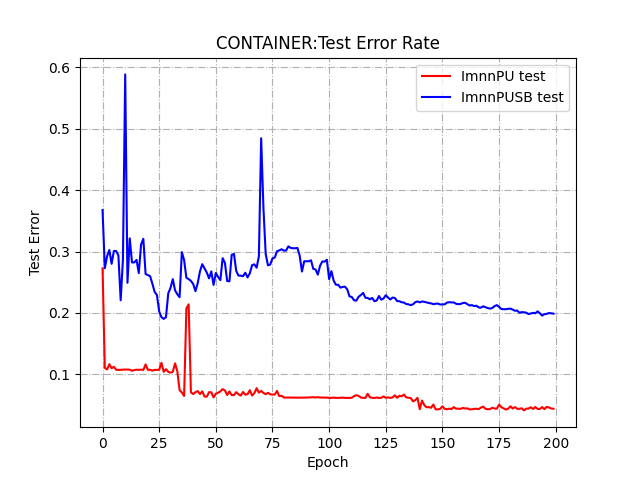 CONTAINER:Test Error Rate
ImnnPU test
ImnnPUSB test
Test Error
0.6
0.5
0.4
0.3
0.2
0.1
0 25 50 75 100 125 150 175 200
Epoch